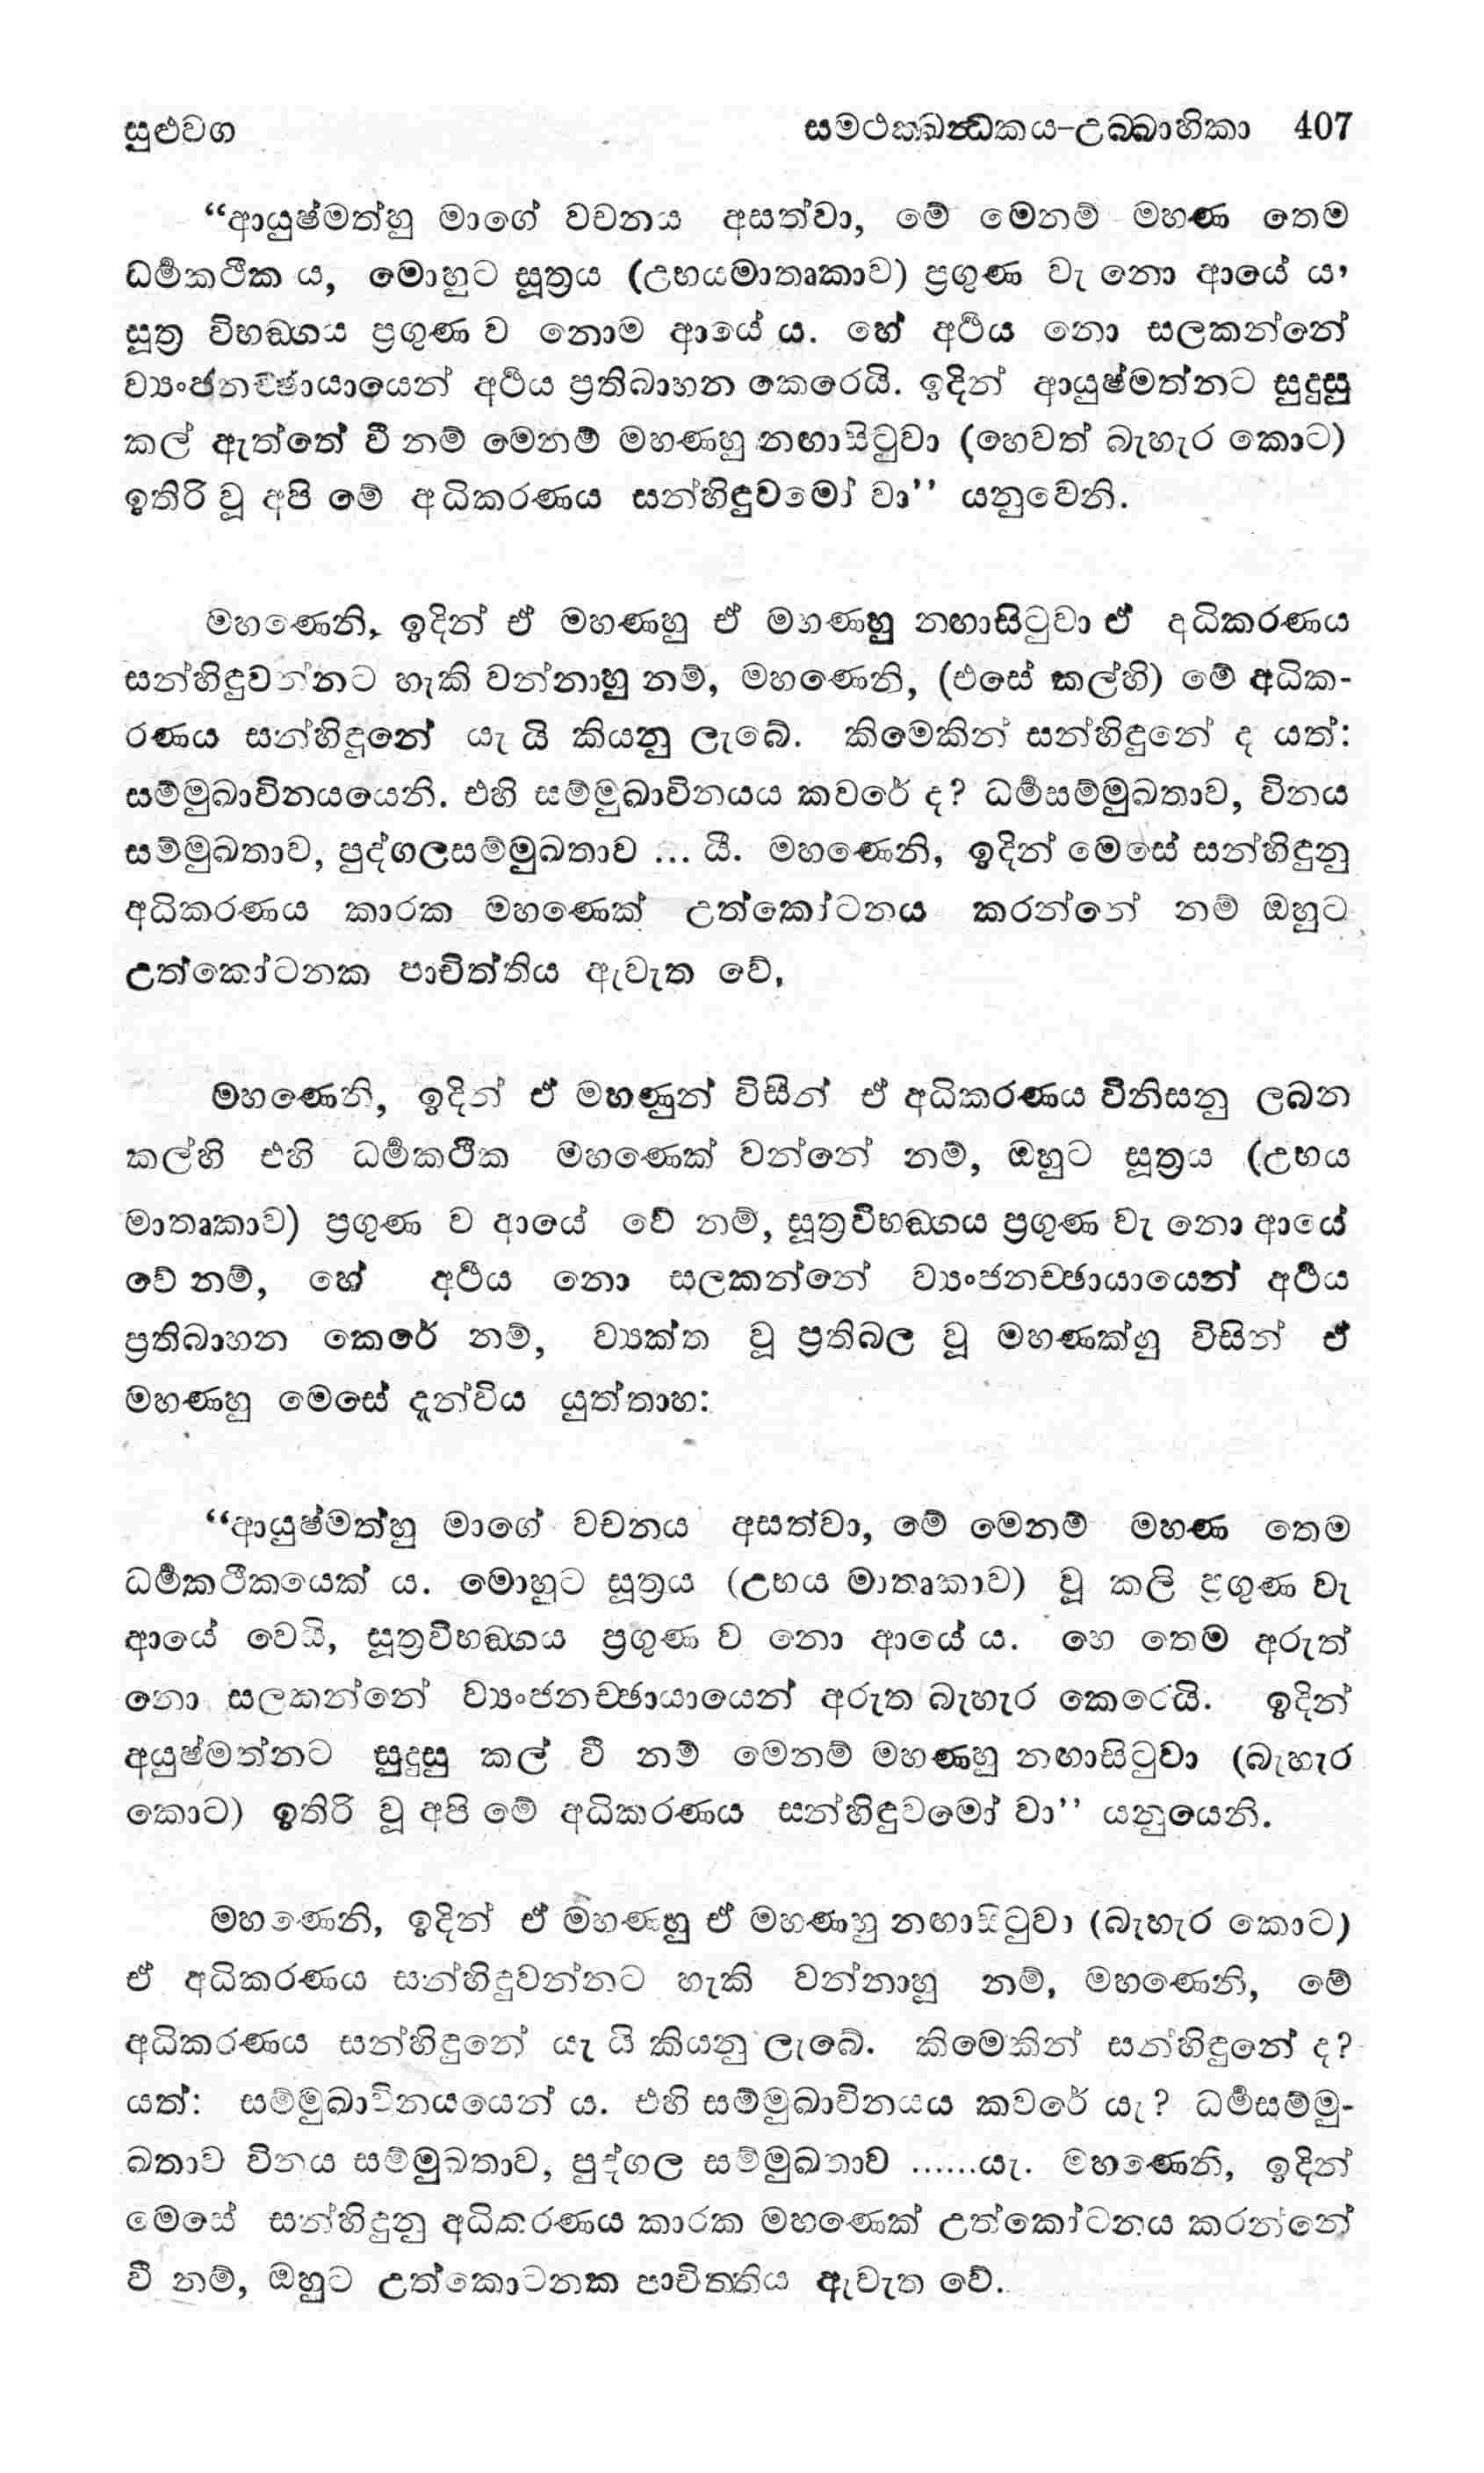 සුළුවග සමථක්ඛන්ධකය-උබ්බාහිකා 407
“ආයුෂ්මත්හු මාගේ වචනය අසත්වා, මේ මෙනම් මහණ තෙම
ධර්‍මකථික ය, මොහුට සූත්‍රය (උභයමාතෘකාව) ප්‍රගුණ වැ නො ආයේ ය’
සූත්‍ර විභඞ්ගය ප්‍රගුණ ව නොම ආයේ ය. හේ අර්‍ථය නො සලකන්නේ
ව්‍යංජනච්ඡායායෙන් අර්‍ථය ප්‍රතිබාහන කෙරෙයි. ඉදින් ආයුෂ්මත්නට සුදුසු
කල් ඇත්තේ වී නම් මෙනම් මහණහු නඟාසිටුවා (හෙවත් බැහැර කොට)
ඉතිරි වූ අපි මේ අධිකරණය සන්හිඳුවමෝ වා’’ යනුවෙනි.
මහණෙනි, ඉදින් ඒ මහණහු ඒ මහණහු නඟාසිටුවා ඒ අධිකරණය
සන්හිඳුවන්නට හැකි වන්නාහු නම්, මහණෙනි, (එසේ කල්හි) මේ අධික-
රණය සන්හිඳුනේ යැ යි කියනු ලැබේ. කිමෙකින් සන්හිඳුනේ ද යත්:
සම්මුඛාවිනයයෙනි. එහි සම්මුඛාවිනයය කවරේ ද? ධර්‍මසම්මුඛතාව, විනය
සම්මුඛතාව, පුද්ගලසම්මුඛතාව ... යී. මහණෙනි, ඉදින් මෙසේ සන්හිඳුනු
අධිකරණය කාරක මහණෙක් උත්කෝටනය කරන්නේ නම් ඔහුට
උත්කෝටනක පාචිත්තිය ඇවැත වේ,
මහණෙනි, ඉදින් ඒ මහණුන් විසින් ඒ අධිකරණය විනිසනු ලබන
කල්හි එහි ධර්‍මකථික මහණෙක් වන්නේ නම්, ඔහුට සූත්‍රය (උභය
මාතෘකාව) ප්‍රගුණ ව ආයේ වේ නම්, සූත්‍රවිභඞ්ගය ප්‍රගුණ වැ නො ආයේ
වේ නම්, හේ අර්‍ථය නො සලකන්නේ ව්‍යංජනච්ඡායායෙන් අර්‍ථය
ප්‍රතිබාහන කෙරේ නම්, ව්‍යක්ත වූ ප්‍රතිබල වූ මහණක්හු විසින් ඒ
මහණහු මෙසේ දැන්විය යුත්තාහ:
“ආයුෂ්මත්හු මාගේ වචනය අසත්වා, මේ මෙනම් මහණ තෙම
ධර්‍මකථිකයෙක් ය. මොහුට සූත්‍රය (උභය මාතෘකාව) වූ කලි ප්‍රගුණ වැ
ආයේ වෙයි, සූත්‍රවිභඞ්ගය ප්‍රගුණ ව නො ආයේ ය. හෙ තෙම අරුත්
නො සලකන්නේ ව්‍යංජනච්ඡායායෙන් අරුත බැහැර කෙරෙයි. ඉදින්
අයුෂ්මත්නට සුදුසු කල් වී නම් මෙනම් මහණහු නඟාසිටුවා (බැහැර
කොට) ඉතිරි වූ අපි මේ අධිකරණය සන්හිඳුවමෝ වා’’ යනුයෙනි.
මහණෙනි, ඉදින් ඒ මහණහු ඒ මහණහු නඟාසිටුවා (බැහැර කොට)
ඒ අධිකරණය සන්හිඳුවන්නට හැකි වන්නාහූ නම්, මහණෙනි, මේ
අධිකරණය සන්හිඳුනේ යැ යි කියනු ලැබේ. කිමෙකින් සන්හිඳුනේ ද?
යත්: සම්මුඛාවිනයයෙන් ය. එහි සම්මුඛාවිනයය කවරේ යැ? ධර්‍මසම්මු-
ඛතාව විනය සම්මුඛතාව, පුද්ගල සම්මුඛතාව ......යැ. මහණෙනි, ඉදින්
මෙසේ සන්හිඳුනු අධිකරණය කාරක මහණෙක් උත්කෝටනය කරන්නේ
වී නම්, ඔහුට උත්කොටනක පාචිත්තිය ඇවැත වේ.